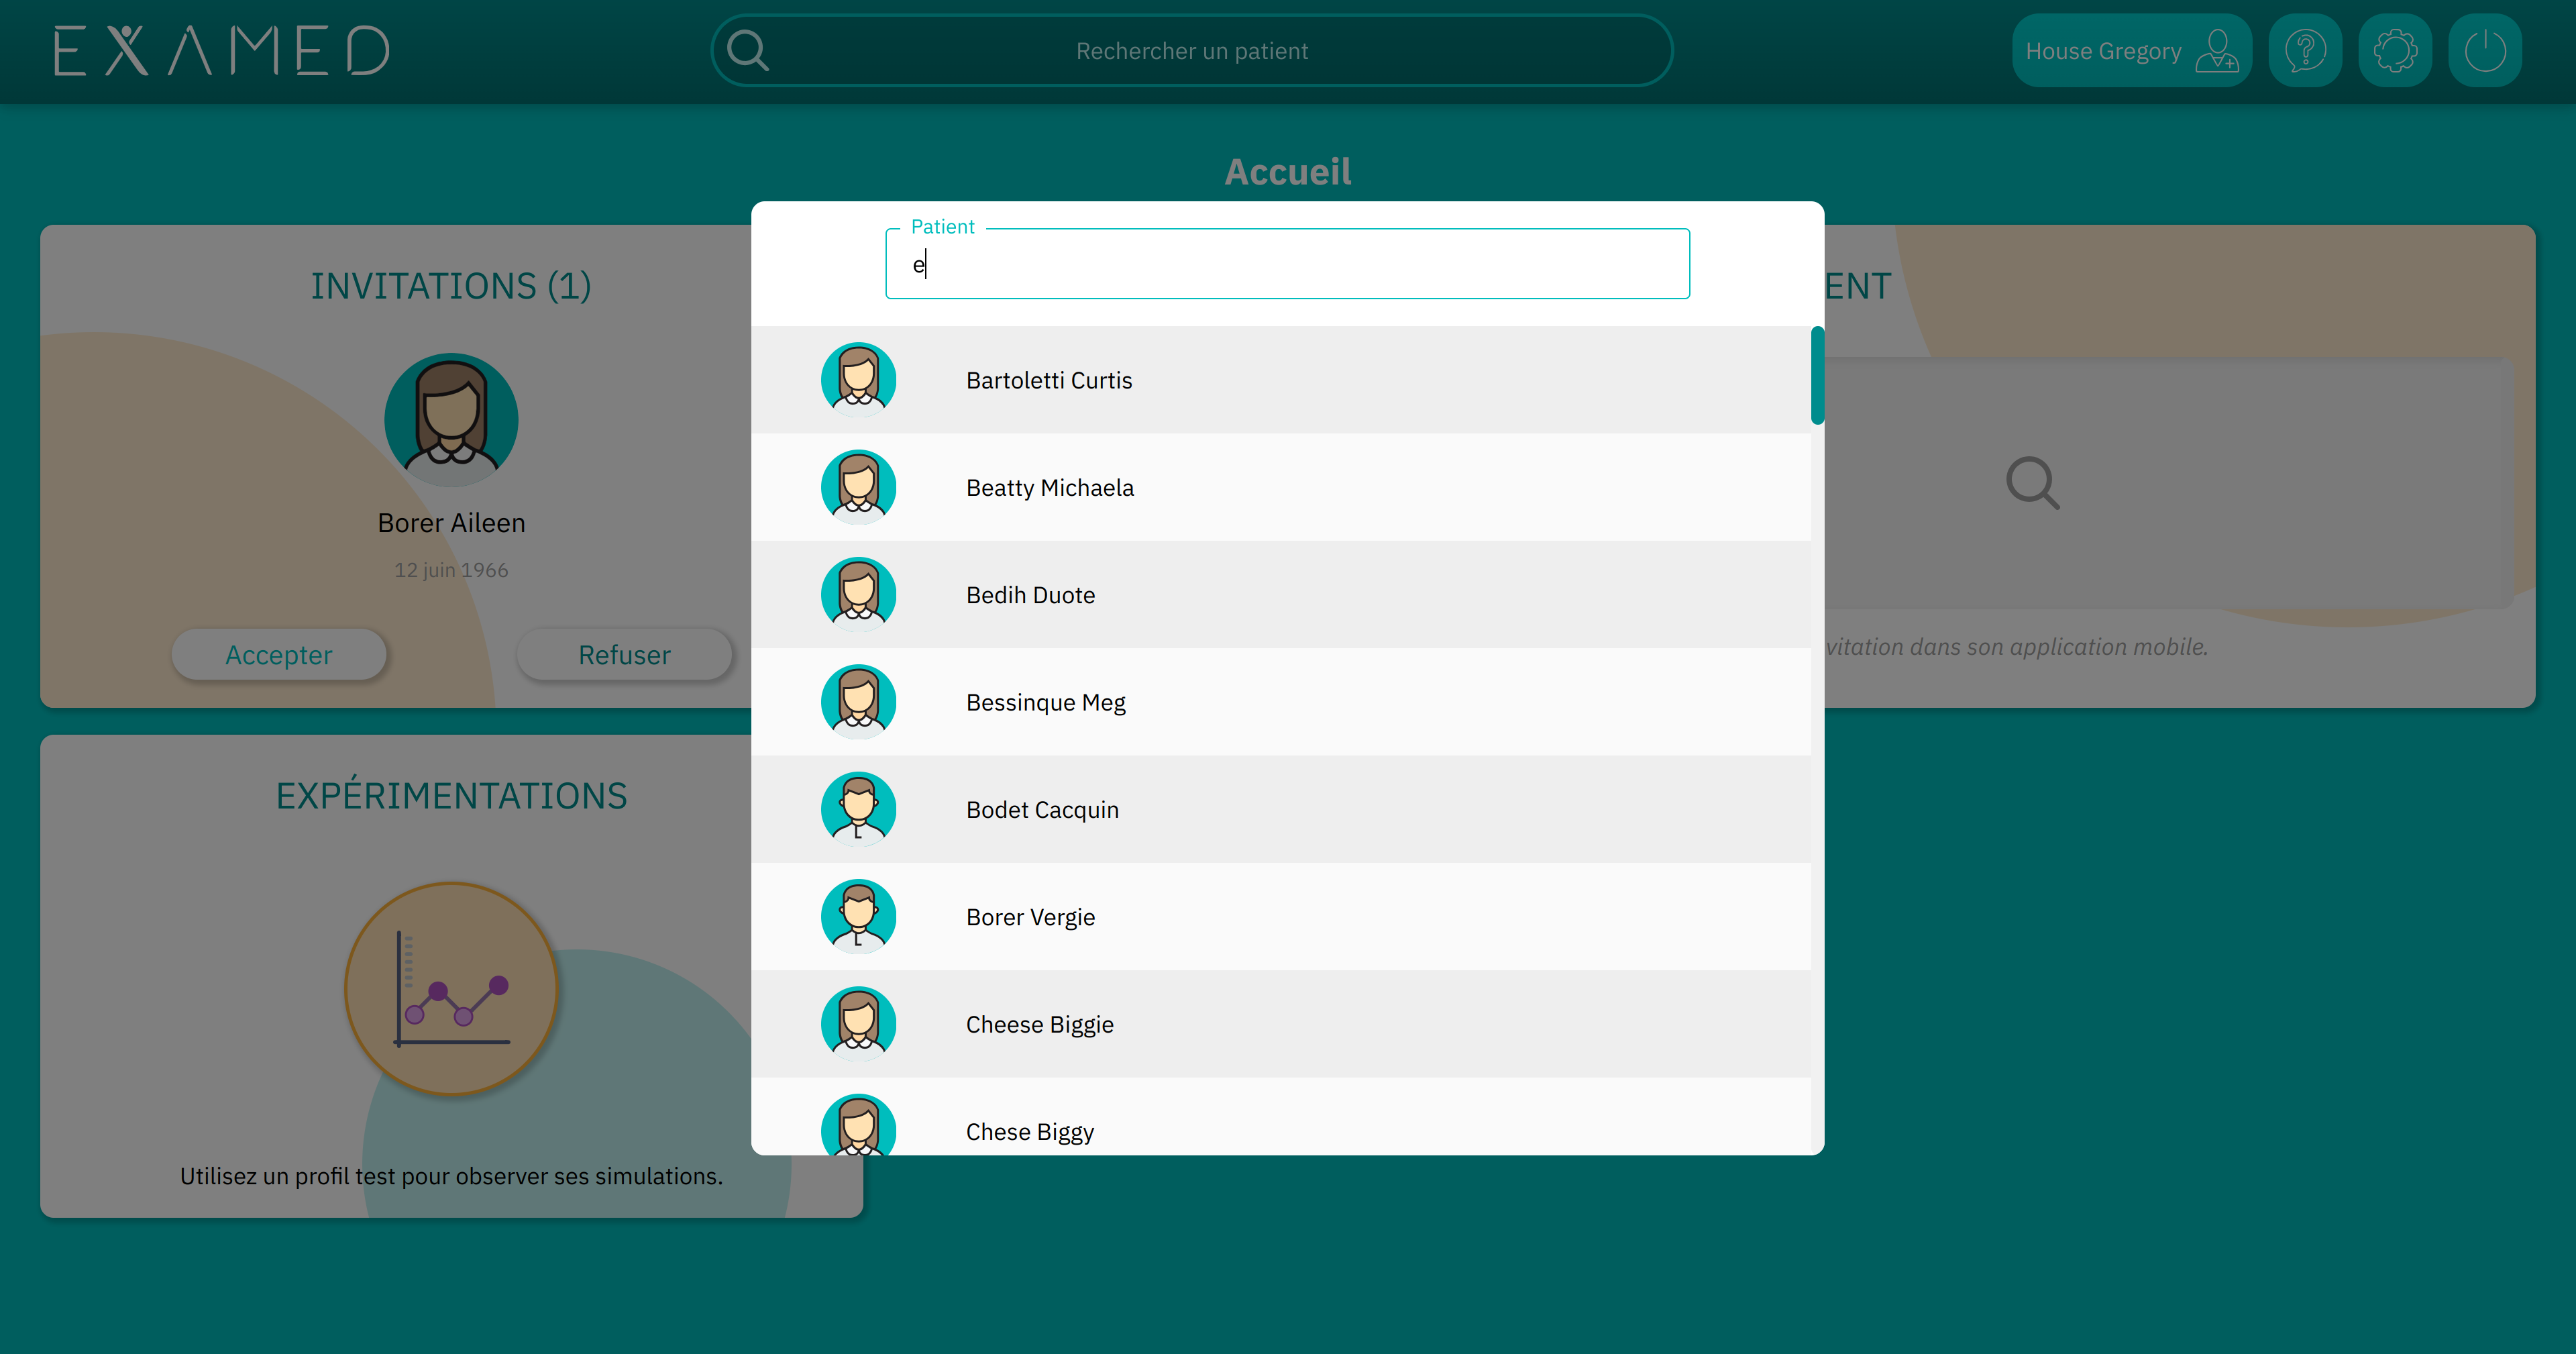 EXAMED
Rechercher un patient
House Gregory
Accueil
INVITATIONS (1)
Borer Aileen
12 juin 1966
Accepter
Refuser
EXPÉRIMENTATIONS
Utilisez un profil test pour observer ses simulations.
Patient
e
Bartoletti Curtis
Beatty Michaela
Bedih Duote
Bessinque Meg
Bodet Cacquin
Borer Vergie
Cheese Biggie
Chese Biggy
ENT
vitation dans son application mobile.